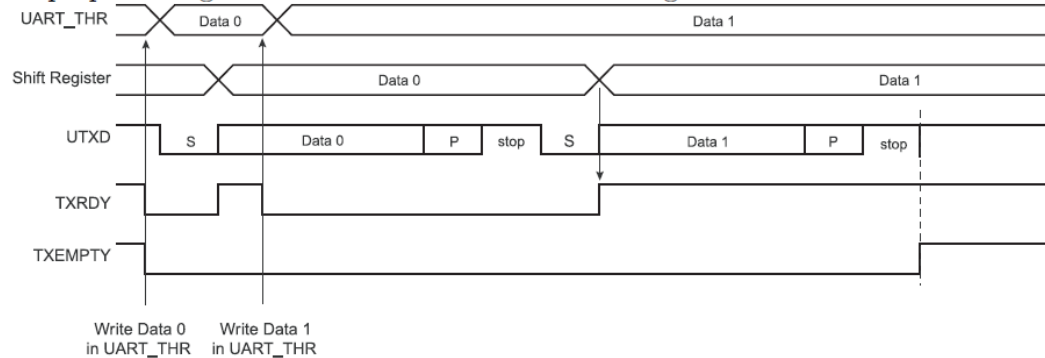 UART_THR
Data 0
Data 1
Shift Register
Data 0
Data 1
UTXD
S
Data 0
P
stop
S
Data 1
P
stop
TXRDY
TXEMPTY
Write Data 0
in UART_THR
Write Data 1
in UART_THR